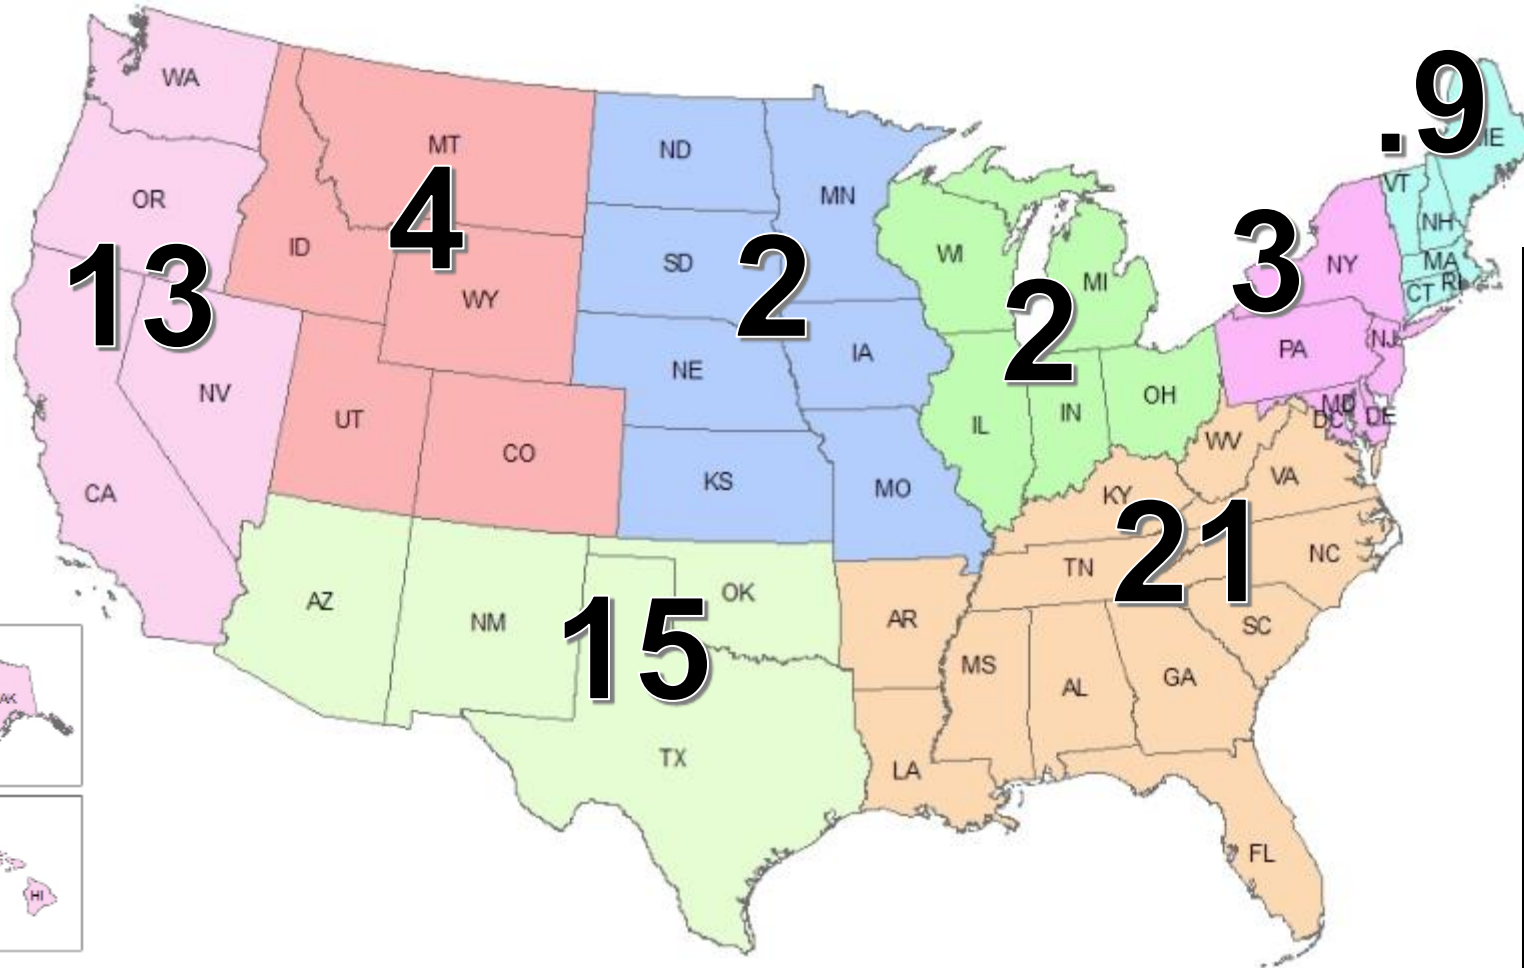 WA
MT
ND
MN
.9
ME
VT
NH
MA
RI
CT
OR
ID
4
WY
SD
2
WI
MI
3
NY
13
NV
UT
CO
NE
IA
2
IL
IN
OH
PA
NJ
MD
DC
DE
CA
KS
MO
WV
VA
KY
21
AZ
NM
15
OK
AR
TN
NC
SC
MS
AL
GA
TX
LA
FL
AK
HI